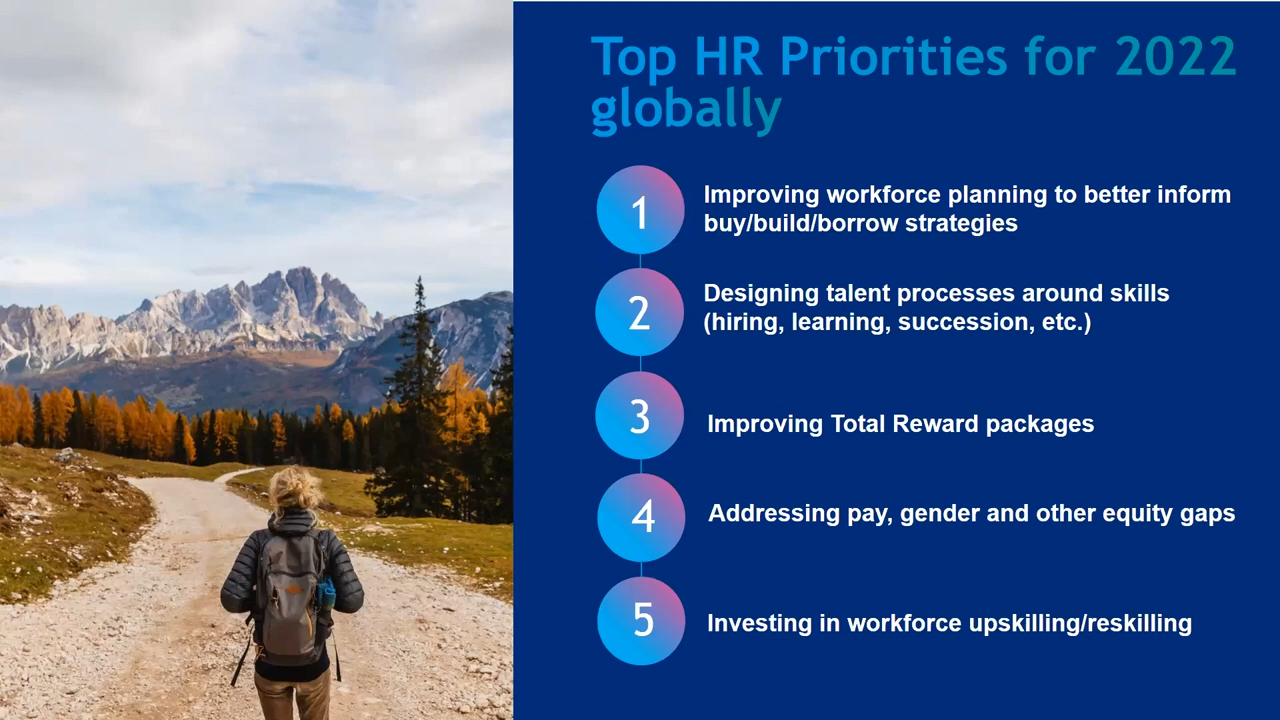 Top HR Priorities for 2022
globally
1
Improving workforce planning to better inform
buy/build/borrow strategies
2
Designing talent processes around skills
(hiring, learning, succession, etc.)
3
Improving Total Reward packages
4
Addressing pay, gender and other equity gaps
5
Investing in workforce upskilling/reskilling